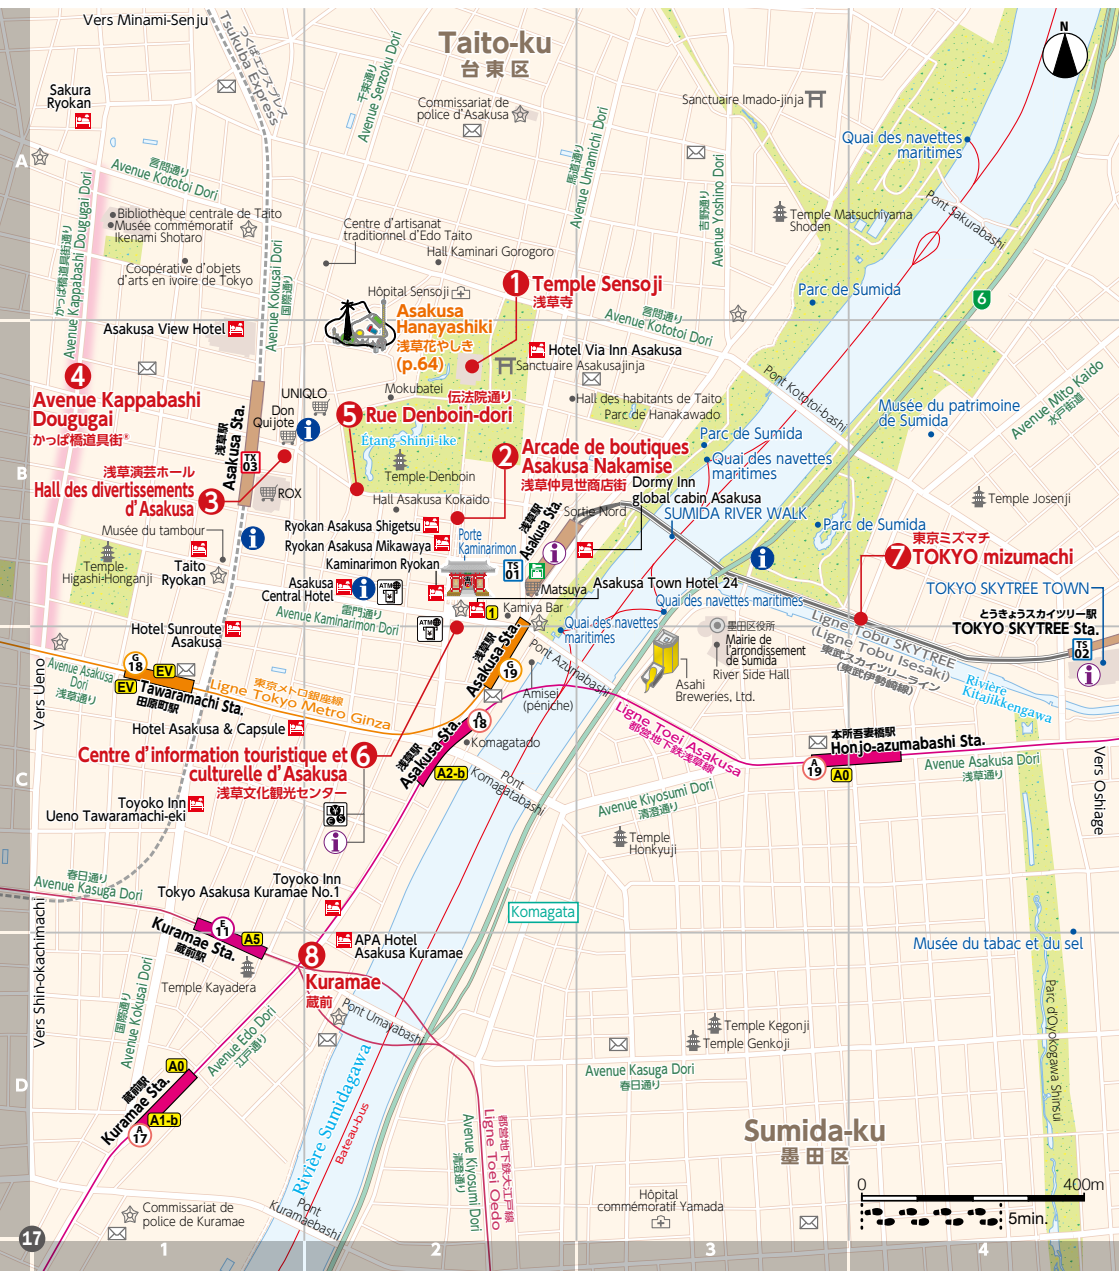 Vers Minami-Senju
つくばエクスプレス
Tsukuba Express
Taito-ku
台東区
N
千束通り
Avenue Senzoku Dori
Sakura
Ryokan
Commissariat de
police d'Asakusa
Sanctuaire Imado-jinja
Quai des navettes
maritimes
A
言問通り
Avenue Kototoi Dori
馬道通り
Avenue Umamichi Dori
吉野通り
Avenue Yoshino Dori
Pont Sakurabashi
かっぱ橋道具街通り
Avenue Kappabashi Dougugai Dori
Bibliothèque centrale de Taito
Musée commémoratif
Ikenami Shotaro
Centre d'artisanat
traditionnel d'Edo Taito
Temple Matsuchiyama
Shoden
Hall Kaminari Gorogoro
Coopérative d'objets
d'arts en ivoire de Tokyo
Avenue Kokusai Dori
国際通り
Hôpital Sensoji
1 Temple Sensoji
浅草寺
Parc de Sumida
6
Asakusa
Hanayashiki
浅草花やしき
(p.64)
言問通り
Avenue Kototoi Dori
Asakusa View Hotel
Hotel Via Inn Asakusa
Sanctuaire Asakusajinja
4
Avenue Kappabashi
Dougugai
かっぱ橋道具街®
Mokubatei
伝法院通り
5 Rue Denboin-dori
Hall des habitants de Taito
Parc de Hanakawado
Pont Kototoi-bashi
Avenue Mito Kaido
水戸街道
Musée du patrimoine
de Sumida
UNIQLO
Don
Quijote
浅草駅
Asakusa Sta.
TX
03
Étang Shinji-ike
Temple Denboin
2 Arcade de boutiques
Asakusa Nakamise
浅草仲見世商店街
Parc de Sumida
Quai des navettes
maritimes
B
浅草演芸ホール
Hall des divertissements
d'Asakusa 3
ROX
Hall Asakusa Kokaido
Dormy Inn
global cabin Asakusa
Sortie Nord
SUMIDA RIVER WALK
Temple Josenji
Parc de Sumida
Musée du tambour
Ryokan Asakusa Shigetsu
Ryokan Asakusa Mikawaya
Kaminarimon Ryokan
Porte
Kaminarimon
浅草駅
Asakusa Sta.
TS
01
東京ミズマチ
7 TOKYO mizumachi
Temple
Higashi-Honganji
Taito
Ryokan
Asakusa
Central Hotel
ATM
Matsuya
Asakusa Town Hotel 24
TOKYO SKYTREE TOWN
雷門通り
Avenue Kaminarimon Dori
1
Kamiya Bar
Quai des navettes maritimes
とうきょうスカイツリー駅
TOKYO SKYTREE Sta.
TS
02
Hotel Sunroute
Asakusa
ATM
浅草駅
Asakusa Sta.
G
19
Quai des navettes
maritimes
墨田区役所
Mairie de
l'arrondissement
de Sumida
River Side Hall
Ligne Tobu SKYTREE
(Ligne Tobu Isesaki)
東武スカイツリーライン
(東武伊勢崎線)
Vers Ueno
Avenue Asakusa
Dori
浅草通り
G
18
EV
EV
Tawaramachi Sta.
田原町駅
東京メトロ銀座線
Ligne Tokyo Metro Ginza
Pont Azumabashi
Amisei
(péniche)
Asahi
Breweries, Ltd.
Rivière
Kitajikkengawa
Hotel Asakusa & Capsule
浅草駅
Asakusa Sta.
A
18
Komagatado
A2-b
Ligne Toei Asakusa
都営地下鉄浅草線
本所吾妻橋駅
Honjo-azumabashi Sta.
A
19
A0
Avenue Asakusa Dori
浅草通り
C
Centre d'information touristique et
culturelle d'Asakusa 6
浅草文化観光センター
Pont
Komagatabashi
Avenue Kiyosumi Dori
清澄通り
Vers Oshiage
Toyoko Inn
Ueno Tawaramachi-eki
Temple
Honkyuji
春日通り
Avenue Kasuga Dori
Toyoko Inn
Tokyo Asakusa Kuramae No.1
Komagata
E
11
Kuramae Sta.
蔵前駅
A5
APA Hotel
Asakusa Kuramae
Musée du tabac et du sel
Vers Shin-okachimachi
Temple Kayadera
8
Kuramae
蔵前
Pont Umayabashi
国際通り
Avenue Kokusai Dori
Avenue Edo Dori
江戸通り
Temple Kegonji
Temple Genkoji
Parc d'Oyokogawa Shinsui
D
蔵前駅
Kuramae Sta.
A0
A1-b
A
17
Rivière Sumidagawa
Bateau-bus
Avenue Kasuga Dori
春日通り
Avenue Kiyosumi Dori
清澄通り
都営地下鉄大江戸線
Ligne Toei Oedo
Sumida-ku
墨田区
Commissariat de
police de Kuramae
Pont
Kuramaebashi
Hôpital
commémoratif Yamada
0 400m
5min.
17
1 2 3 4